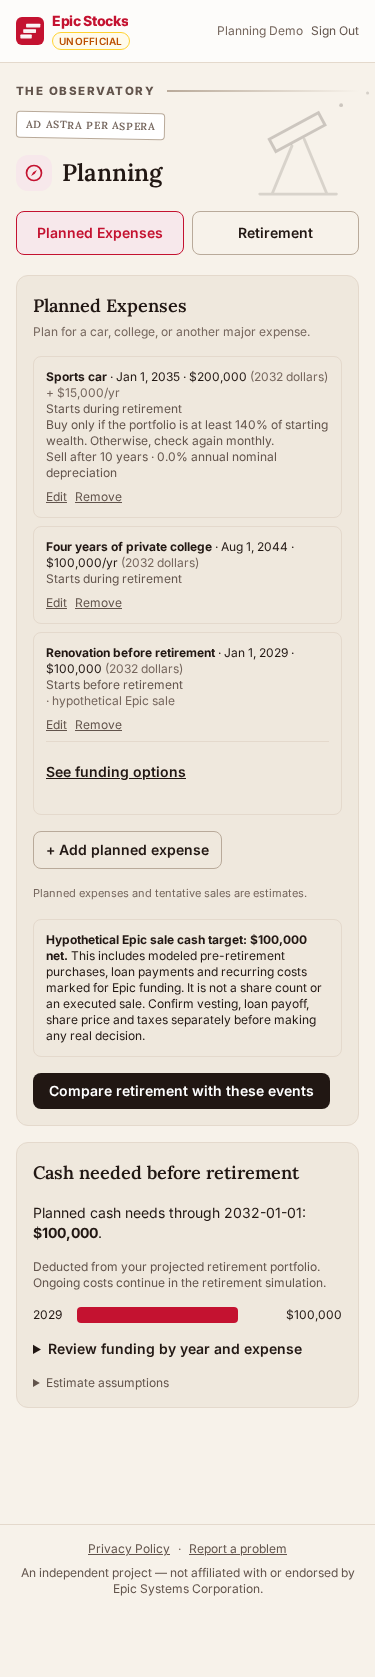 Epic Stocks
UNOFFICIAL
Planning Demo Sign Out
THE OBSERVATORY
AD ASTRA PER ASPERA
Planning
Planned Expenses
Retirement
Planned Expenses
Plan for a car, college, or another major expense.
Sports car · Jan 1, 2035 · $200,000 (2032 dollars)
+ $15,000/yr
Starts during retirement
Buy only if the portfolio is at least 140% of starting
wealth. Otherwise, check again monthly.
Sell after 10 years · 0.0% annual nominal
depreciation
Edit Remove
Four years of private college · Aug 1, 2044 ·
$100,000/yr (2032 dollars)
Starts during retirement
Edit Remove
Renovation before retirement · Jan 1, 2029 ·
$100,000 (2032 dollars)
Starts before retirement
· hypothetical Epic sale
Edit Remove
See funding options
+ Add planned expense
Planned expenses and tentative sales are estimates.
Hypothetical Epic sale cash target: $100,000
net. This includes modeled pre-retirement
purchases, loan payments and recurring costs
marked for Epic funding. It is not a share count or
an executed sale. Confirm vesting, loan payoff,
share price and taxes separately before making
any real decision.
Compare retirement with these events
Cash needed before retirement
Planned cash needs through 2032-01-01:
$100,000.
Deducted from your projected retirement portfolio.
Ongoing costs continue in the retirement simulation.
2029 $100,000
Review funding by year and expense
Estimate assumptions
Privacy Policy · Report a problem
An independent project — not affiliated with or endorsed by
Epic Systems Corporation.